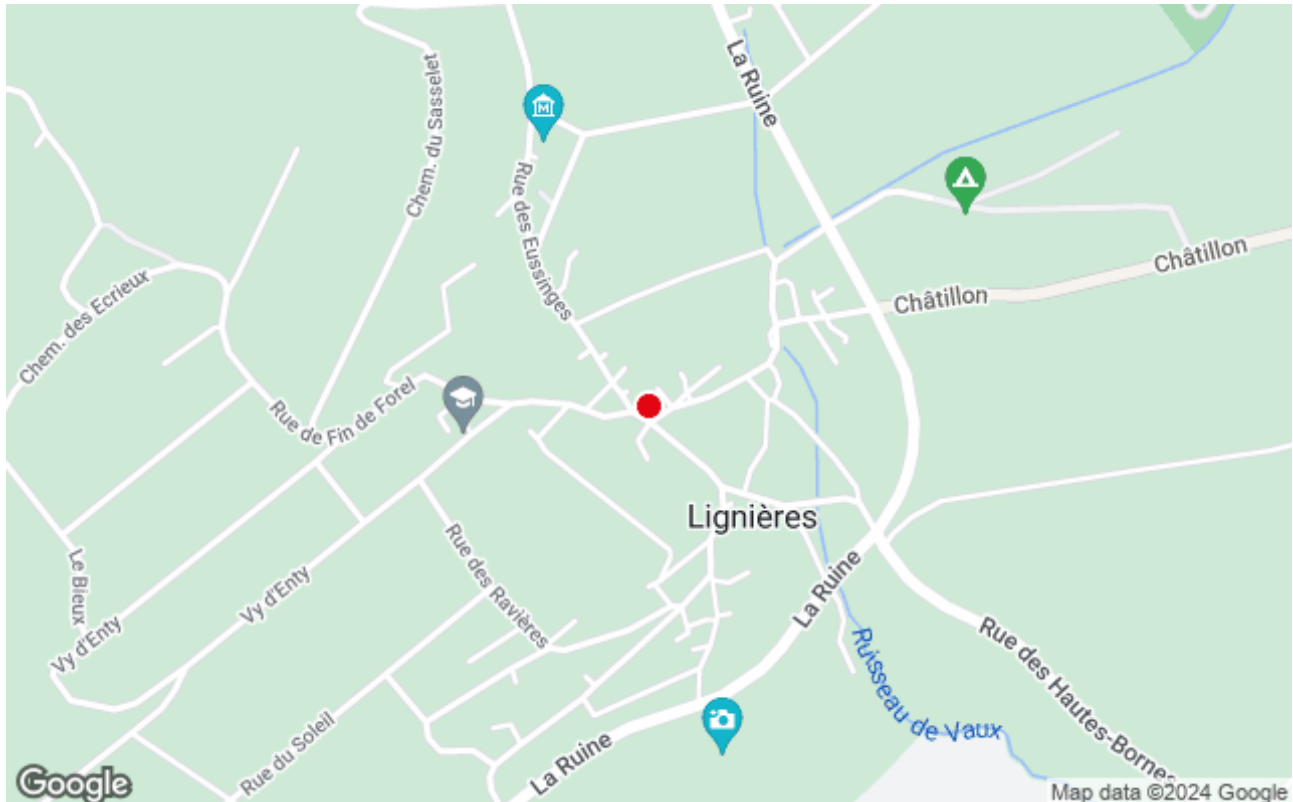 La Ruine
Chem. du Sasselet
M
Rue des Eussinges
Châtillon
Châtillon
Chem. des Ecrieux
Rue de Fin de Forel
Lignières
Le Bieux
Vy d'Enty
Vy d'Enty
Rue des Ravières
La Ruine
Rue des Hautes-Bornes
Ruisseau de Vaux
Rue du Soleil
La Ruine
Google
Map data ©2024 Google